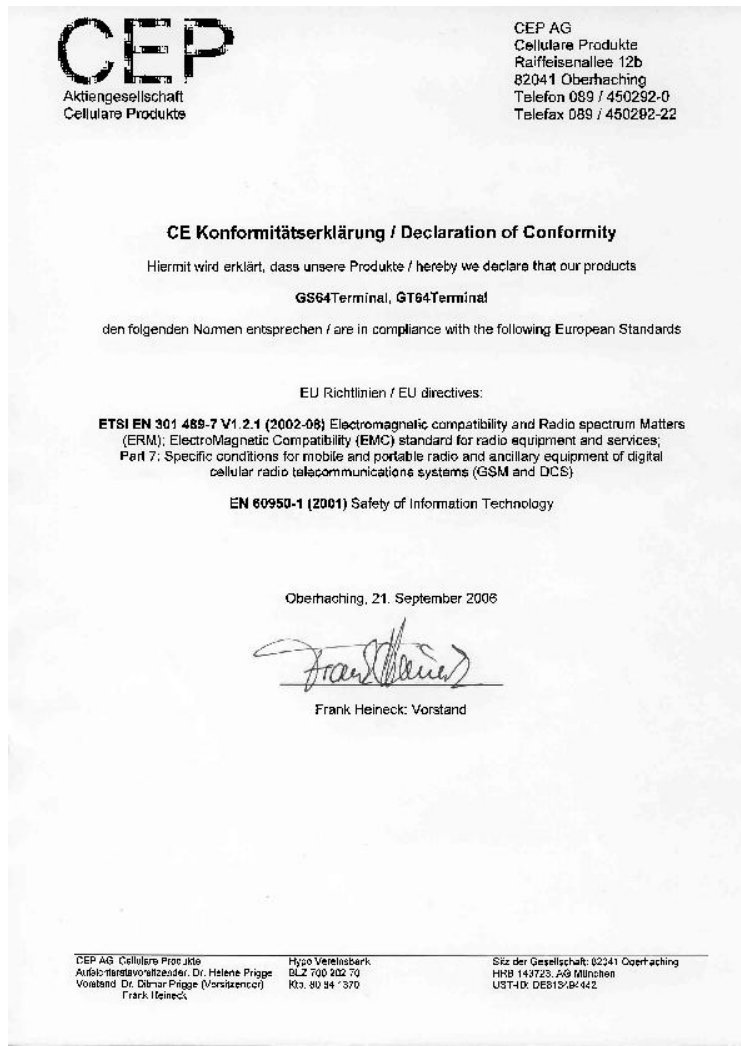 CEP
Aktiengesellschaft
Cellulare Produkte
CEP AG
Cellulare Produkte
Raiffeisenallee 12b
82041 Oberhaching
Telefon 089 / 450292-0
Telefax 089 / 450292-22
CE Konformitätserklärung / Declaration of Conformity
Hiermit wird erklärt, dass unsere Produkte / hereby we declare that our products
GS64Terminal, GT64Terminal
den folgenden Normen entsprechen / are in compliance with the following European Standards
EU Richtlinien / EU directives:
ETSI EN 301 489-7 V1.2.1 (2002-08) Electromagnetic compatibility and Radio spectrum Matters
(ERM); ElectroMagnetic Compatibility (EMC) standard for radio equipment and services;
Part 7: Specific conditions for mobile and portable radio and ancillary equipment of digital
cellular radio telecommunications systems (GSM and DCS)
EN 60950-1 (2001) Safety of Information Technology
Oberhaching, 21. September 2006
Frank Heineck: Vorstand
CEP AG Cellulare Produkte
Aufsichtsratsvorsitzender: Dr. Helene Prigge
Vorstand: Dr. Ditmar Prigge (Vorsitzender)
Frank Heineck
Hypo Vereinsbank
BLZ 700 202 70
Kto.
Sitz der Gesellschaft: 82041 Oberhaching
HRB 149723, AG München
UST-ID: